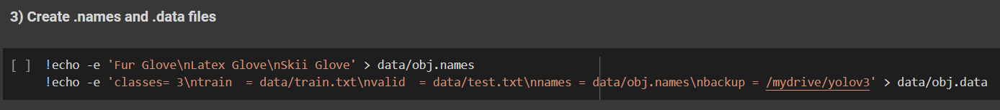 3) Create .names and .data files
[ ] !echo -e 'Fur Glove\nLatex Glove\nSkii Glove' > data/obj.names
!echo -e 'classes= 3\ntrain  = data/train.txt\nvalid  = data/test.txt\nnames = data/obj.names\nbackup = /mydrive/yolov3' > data/obj.data